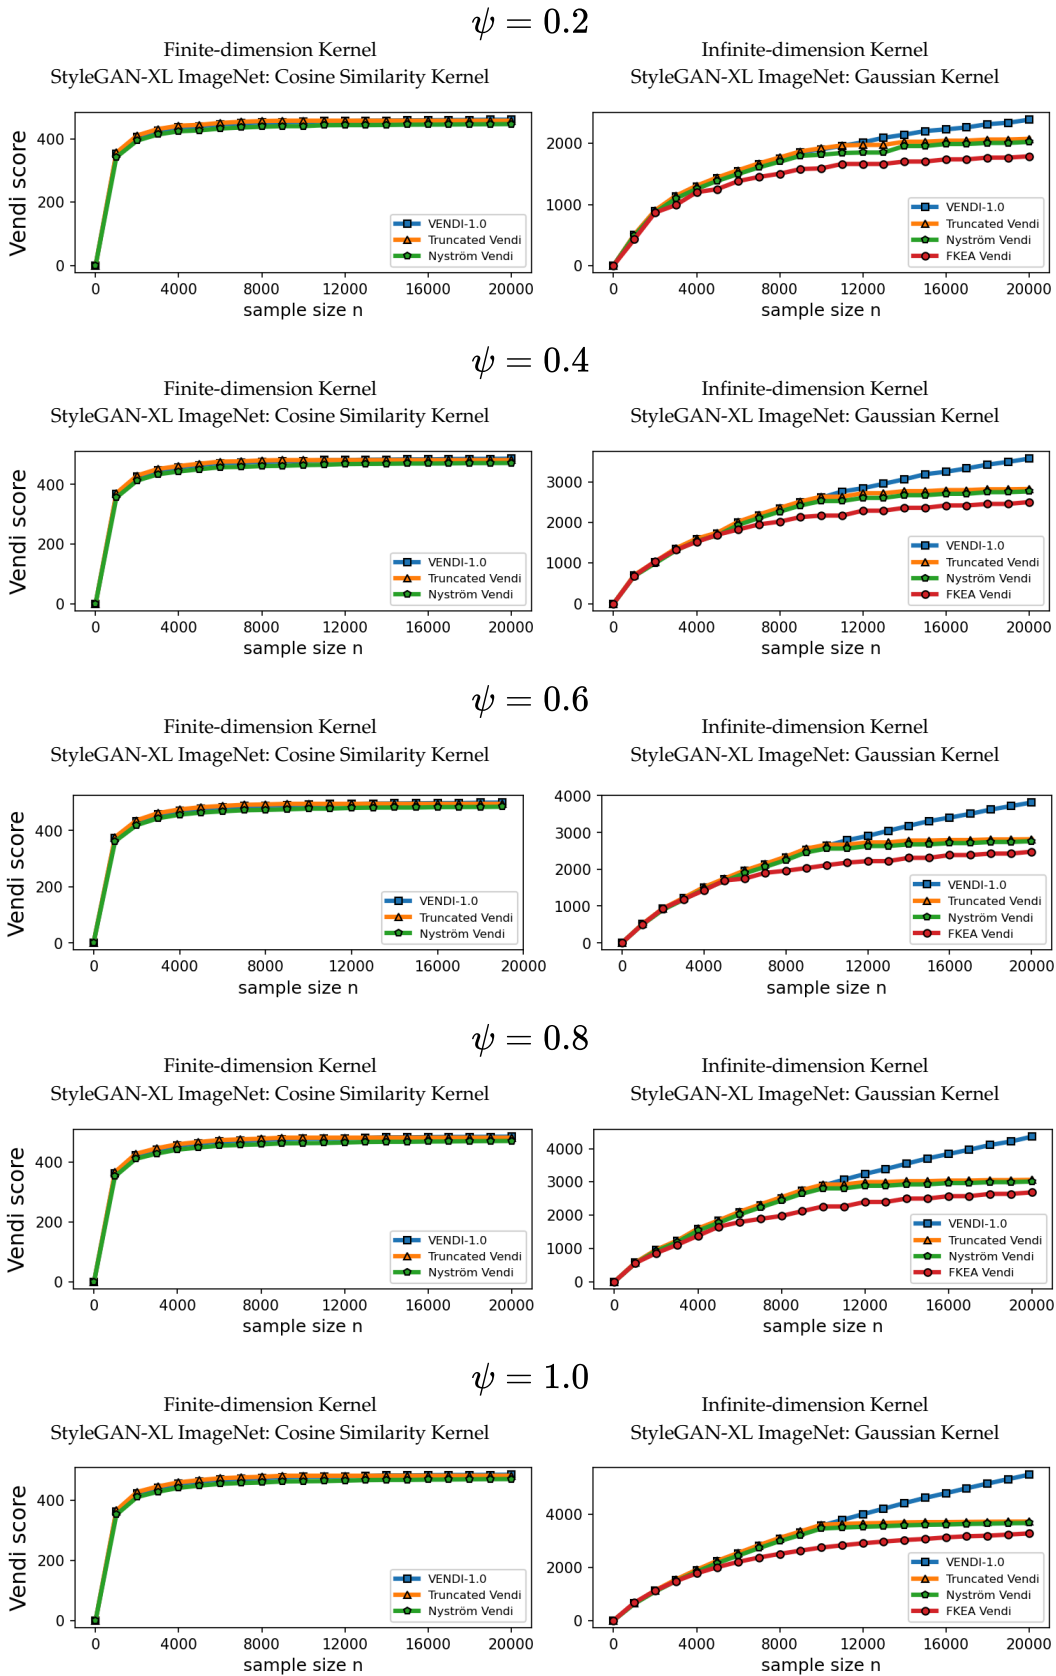 ψ = 0.2
Finite-dimension Kernel
StyleGAN-XL ImageNet: Cosine Similarity Kernel
Vendi score
400
200
0
VENDI-1.0
Truncated Vendi
Nyström Vendi
0 4000 8000 12000 16000 20000
sample size n
Infinite-dimension Kernel
StyleGAN-XL ImageNet: Gaussian Kernel
2000
1000
0
VENDI-1.0
Truncated Vendi
Nyström Vendi
FKEA Vendi
0 4000 8000 12000 16000 20000
sample size n
ψ = 0.4
Finite-dimension Kernel
StyleGAN-XL ImageNet: Cosine Similarity Kernel
Vendi score
400
200
0
VENDI-1.0
Truncated Vendi
Nyström Vendi
0 4000 8000 12000 16000 20000
sample size n
Infinite-dimension Kernel
StyleGAN-XL ImageNet: Gaussian Kernel
3000
2000
1000
0
VENDI-1.0
Truncated Vendi
Nyström Vendi
FKEA Vendi
0 4000 8000 12000 16000 20000
sample size n
ψ = 0.6
Finite-dimension Kernel
StyleGAN-XL ImageNet: Cosine Similarity Kernel
Vendi score
400
200
0
VENDI-1.0
Truncated Vendi
Nyström Vendi
0 4000 8000 12000 16000 20000
sample size n
Infinite-dimension Kernel
StyleGAN-XL ImageNet: Gaussian Kernel
4000
3000
2000
1000
0
VENDI-1.0
Truncated Vendi
Nyström Vendi
FKEA Vendi
0 4000 8000 12000 16000 20000
sample size n
ψ = 0.8
Finite-dimension Kernel
StyleGAN-XL ImageNet: Cosine Similarity Kernel
Vendi score
400
200
0
VENDI-1.0
Truncated Vendi
Nyström Vendi
0 4000 8000 12000 16000 20000
sample size n
Infinite-dimension Kernel
StyleGAN-XL ImageNet: Gaussian Kernel
4000
3000
2000
1000
0
VENDI-1.0
Truncated Vendi
Nyström Vendi
FKEA Vendi
0 4000 8000 12000 16000 20000
sample size n
ψ = 1.0
Finite-dimension Kernel
StyleGAN-XL ImageNet: Cosine Similarity Kernel
Vendi score
400
200
0
VENDI-1.0
Truncated Vendi
Nyström Vendi
0 4000 8000 12000 16000 20000
sample size n
Infinite-dimension Kernel
StyleGAN-XL ImageNet: Gaussian Kernel
4000
2000
0
VENDI-1.0
Truncated Vendi
Nyström Vendi
FKEA Vendi
0 4000 8000 12000 16000 20000
sample size n